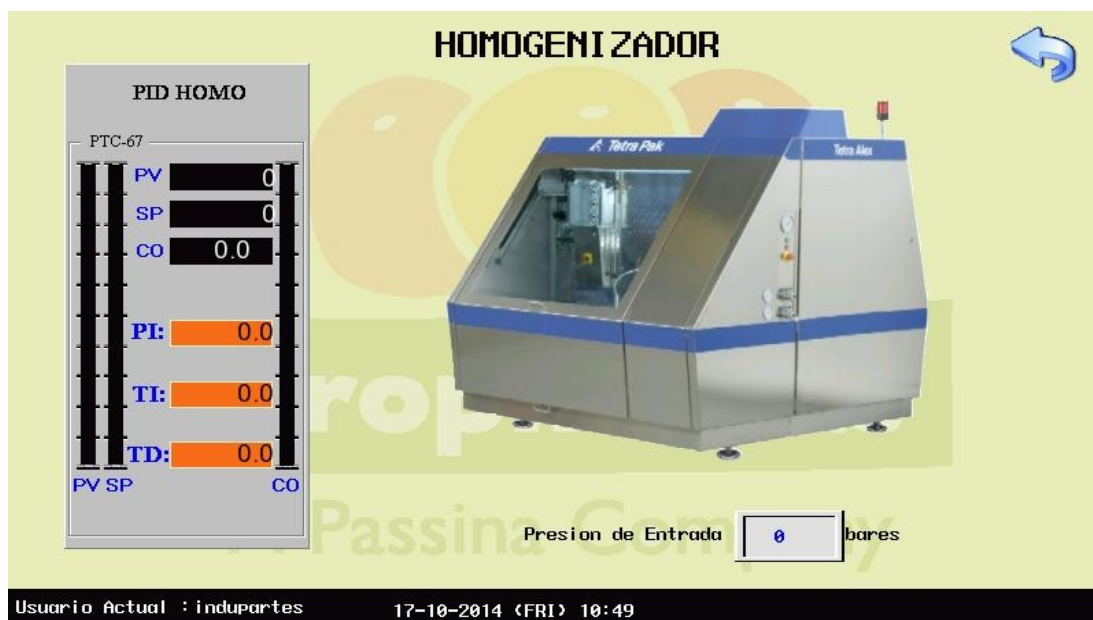 HOMOGENIZADOR
PID HOMO
PTC-67
PV 0
SP 0
CO 0.0
PI: 0.0
TI: 0.0
TD: 0.0
PV SP CO
Tetra Pak
Tetra Alex
Passina Company
Presion de Entrada 0 bares
Usuario Actual : indupartes 17-10-2014 (FRI) 10:49